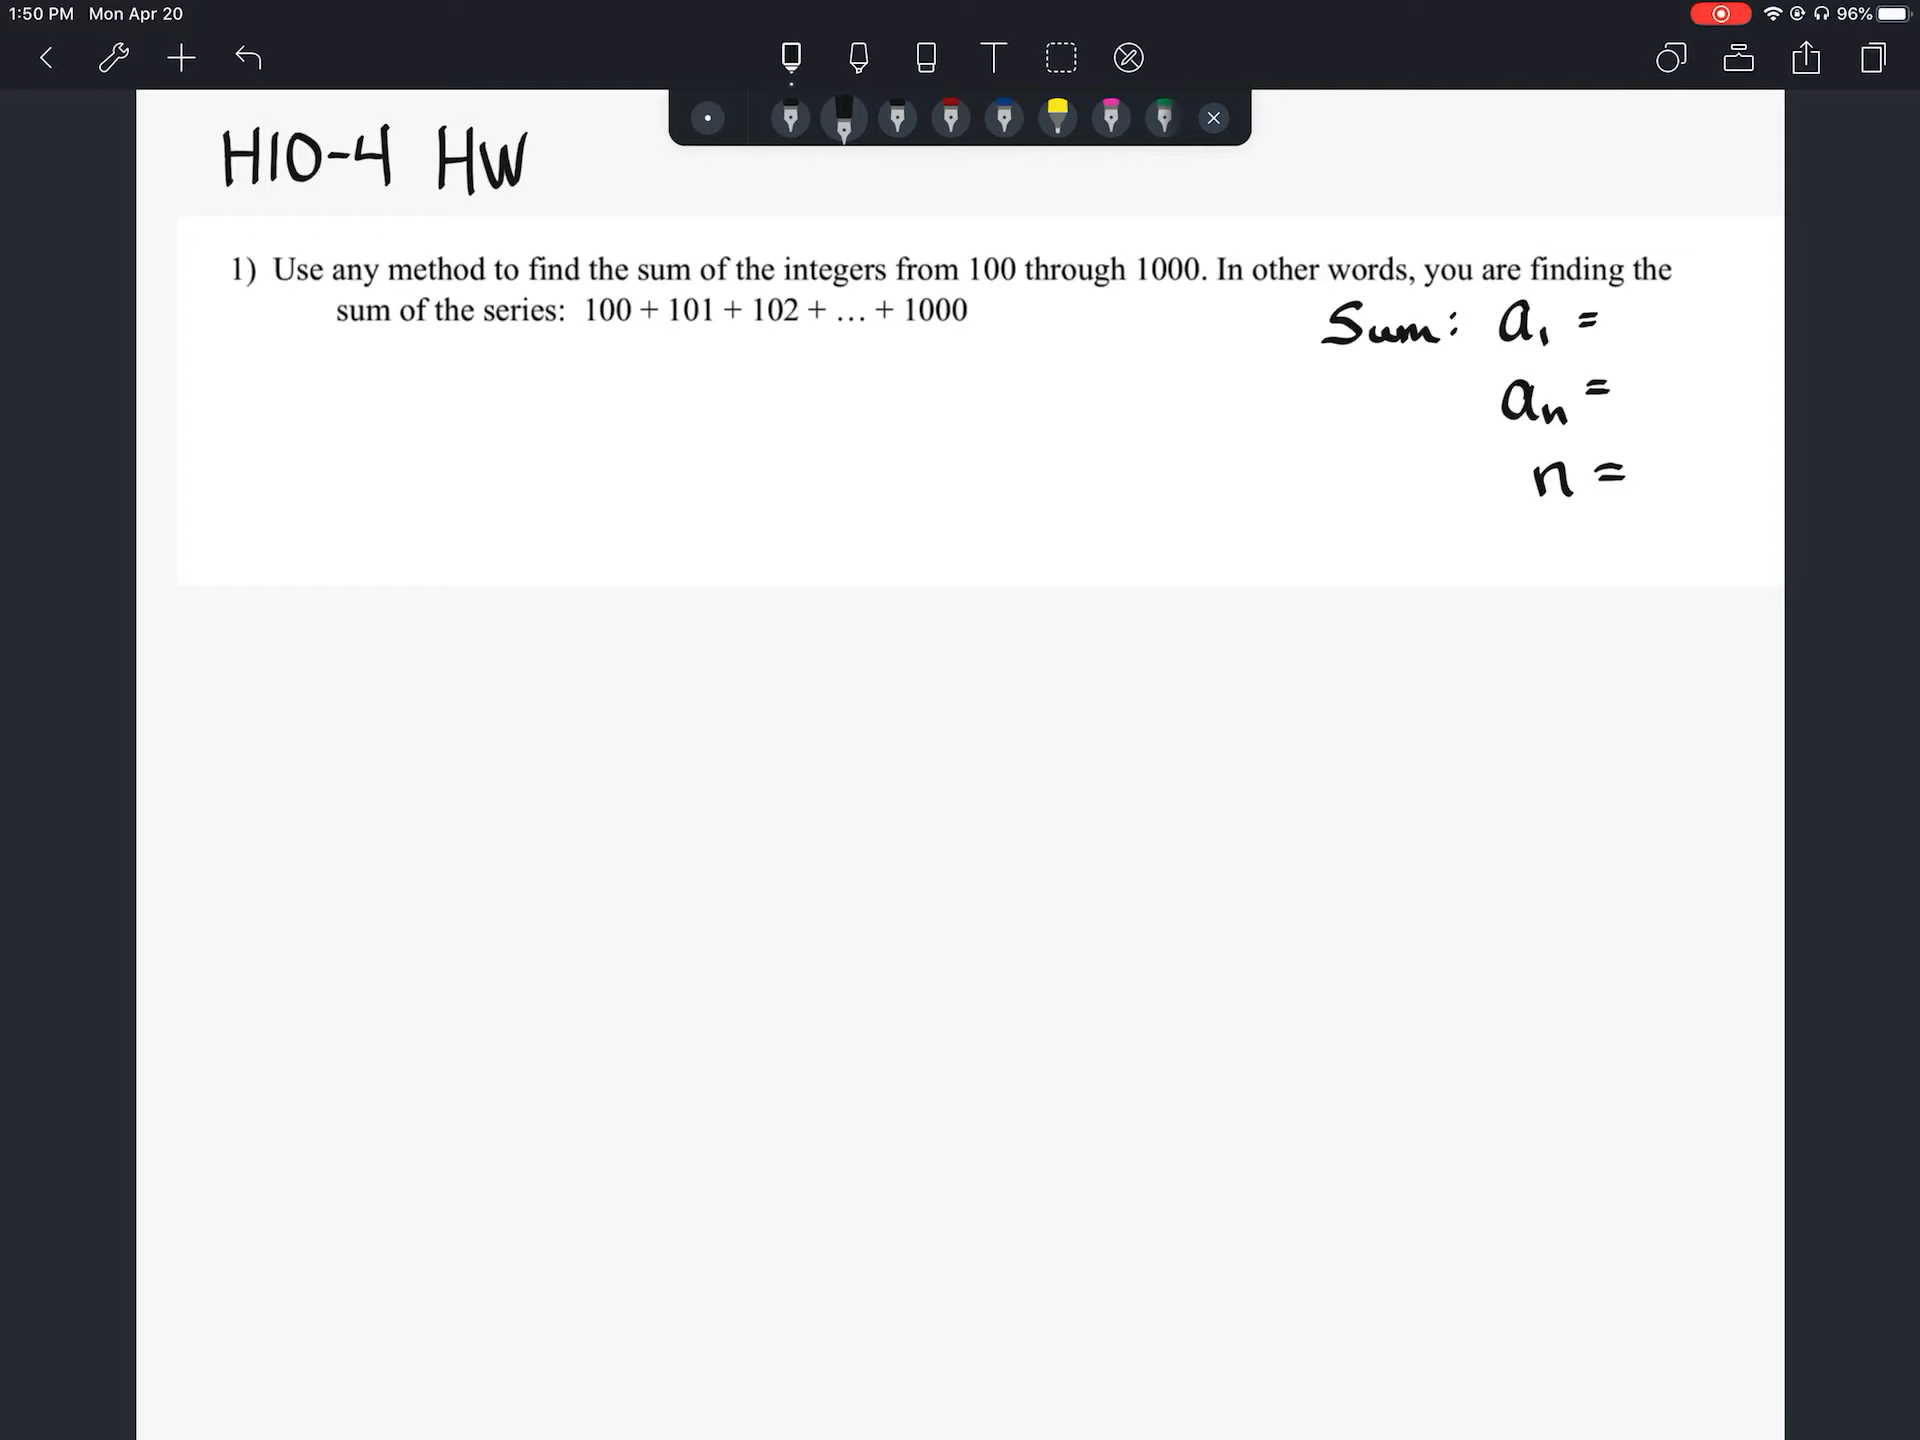 1:50 PM Mon Apr 20
96%
H10-4 HW
1) Use any method to find the sum of the integers from 100 through 1000. In other words, you are finding the
sum of the series: 100 + 101 + 102 + … + 1000
Sum: a₁ =
aₙ =
n =